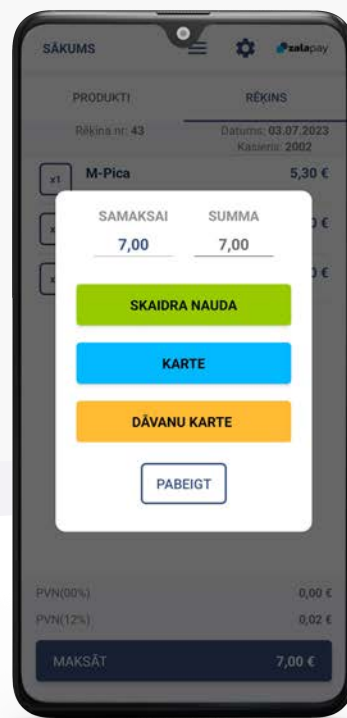 SĀKUMS zalapay
PRODUKTI RĒĶINS
Rēķina nr: 43 Datums: 03.07.2023
Kasieris: 2002
x1 M-Pica 5,30 €
SAMAKSAI SUMMA
7,00 7,00
SKAIDRA NAUDA
KARTE
DĀVANU KARTE
PABEIGT
PVN(00%) 0,00 €
PVN(12%) 0,02 €
MAKSĀT 7,00 €